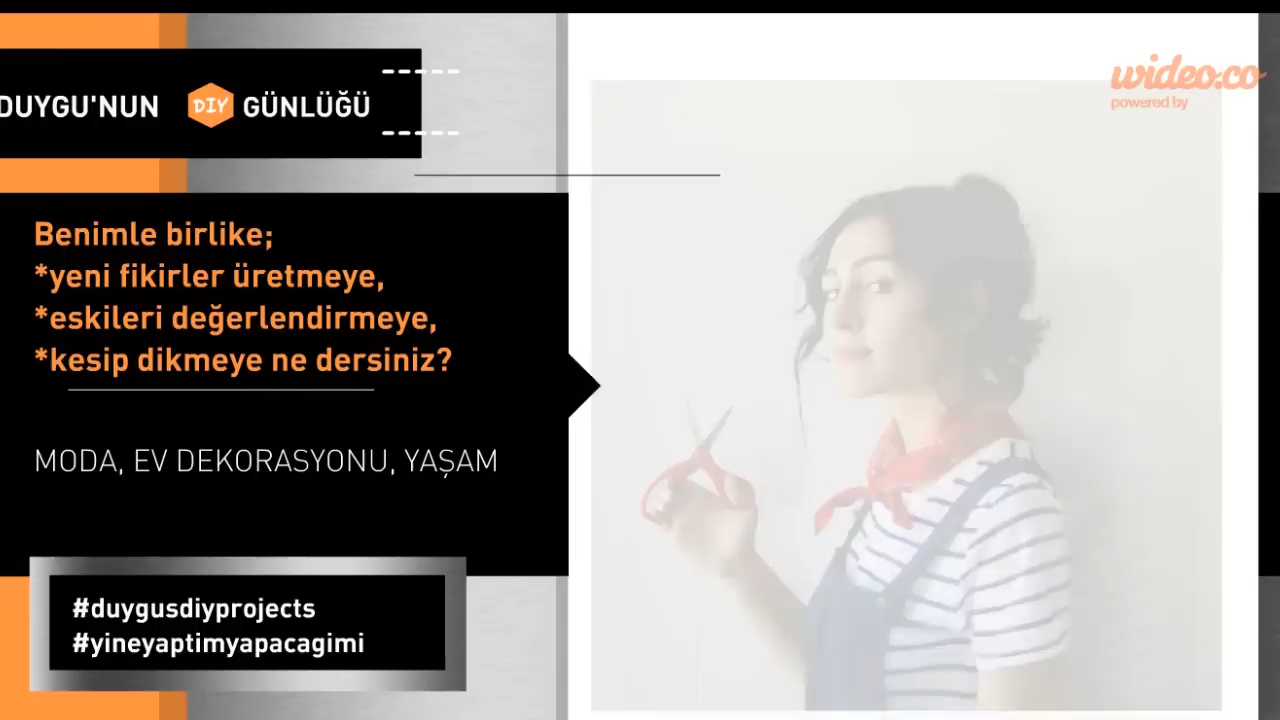 DUYGU'NUN DIY GÜNLÜĞÜ
wideo.co
powered by
Benimle birlike;
*yeni fikirler üretmeye,
*eskileri değerlendirmeye,
*kesip dikmeye ne dersiniz?
MODA, EV DEKORASYONU, YAŞAM
#duygusdiyprojects
#yineyaptimyapacagimi